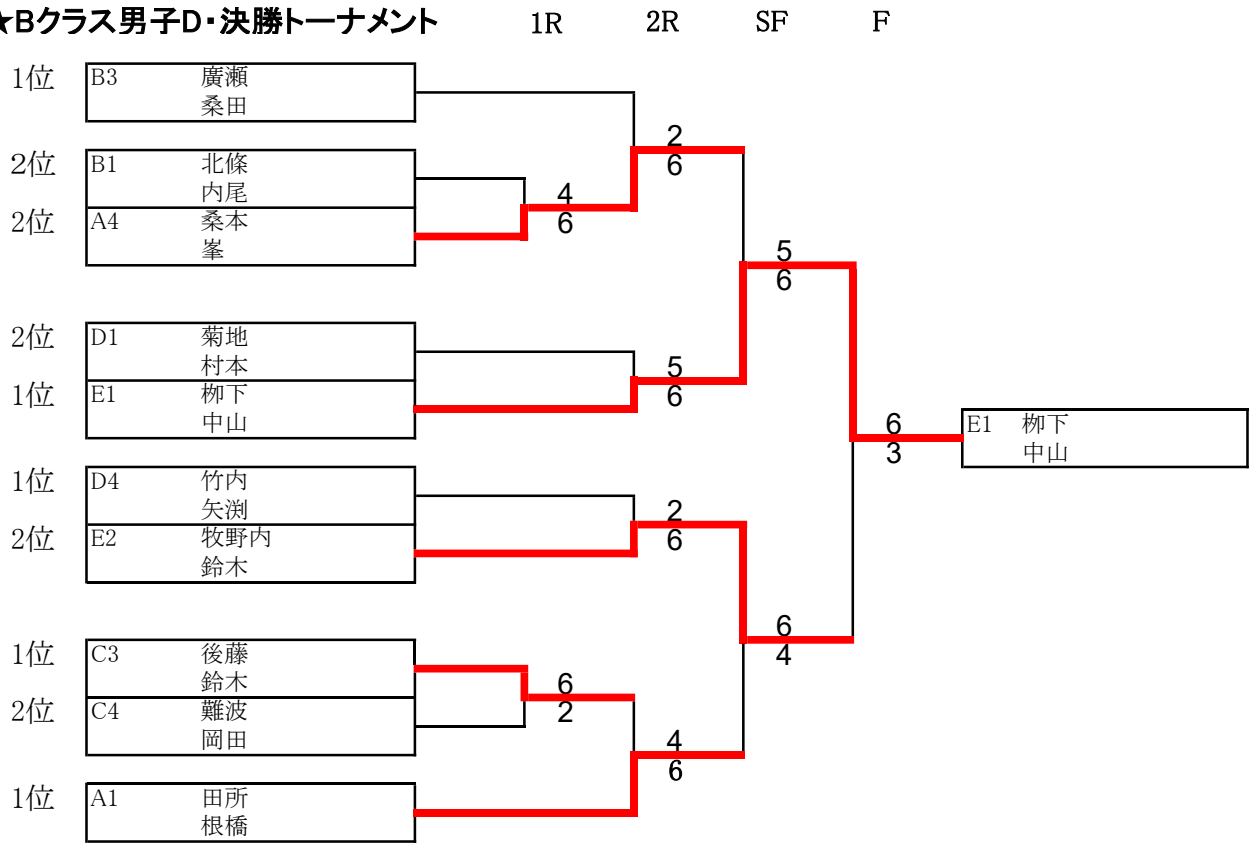 ★Bクラス男子D・決勝トーナメント 1R 2R SF F
1位 B3 廣瀬
桑田
2
6
2位 B1 北條
内尾
4
6
2位 A4 桑本
峯
5
6
2位 D1 菊地
村本
5
6
1位 E1 栁下
中山
6
3
E1 栁下
中山
1位 D4 竹内
矢渕
2
6
2位 E2 牧野内
鈴木
6
4
1位 C3 後藤
鈴木
6
2
2位 C4 難波
岡田
4
6
1位 A1 田所
根橋